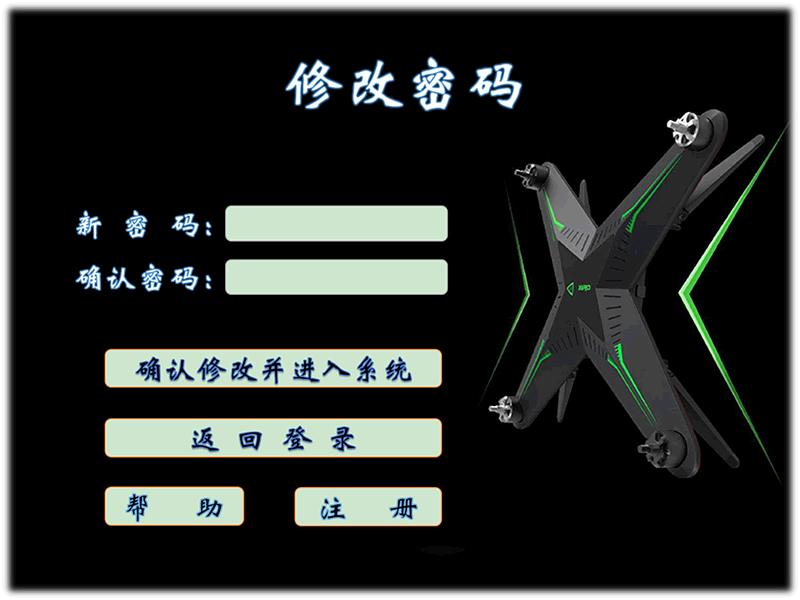 修改密码
新 密 码：
确认密码：
确认修改并进入系统
返 回 登 录
帮 助 注 册